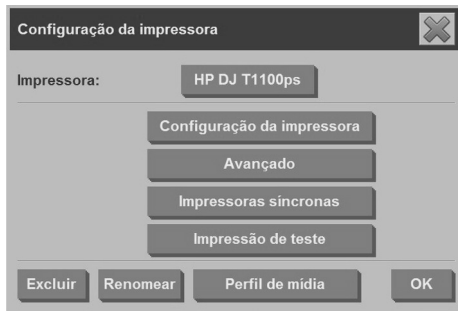 Configuração da impressora
Impressora: HP DJ T1100ps
Configuração da impressora
Avançado
Impressoras síncronas
Impressão de teste
Excluir Renomear Perfil de mídia OK